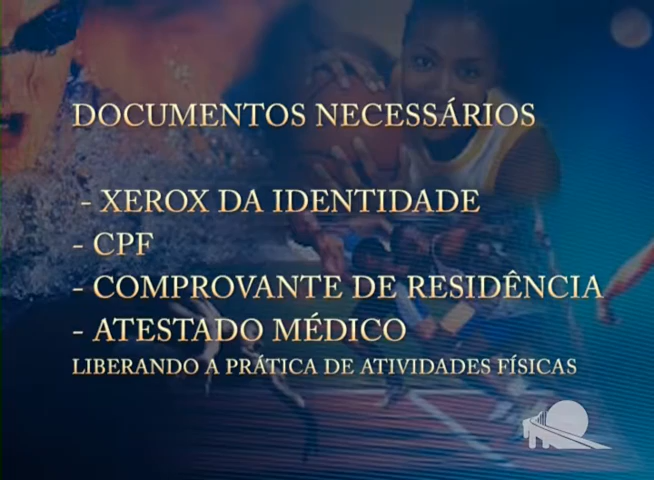 DOCUMENTOS NECESSÁRIOS
- XEROX DA IDENTIDADE
- CPF
- COMPROVANTE DE RESIDÊNCIA
- ATESTADO MÉDICO
LIBERANDO A PRÁTICA DE ATIVIDADES FÍSICAS